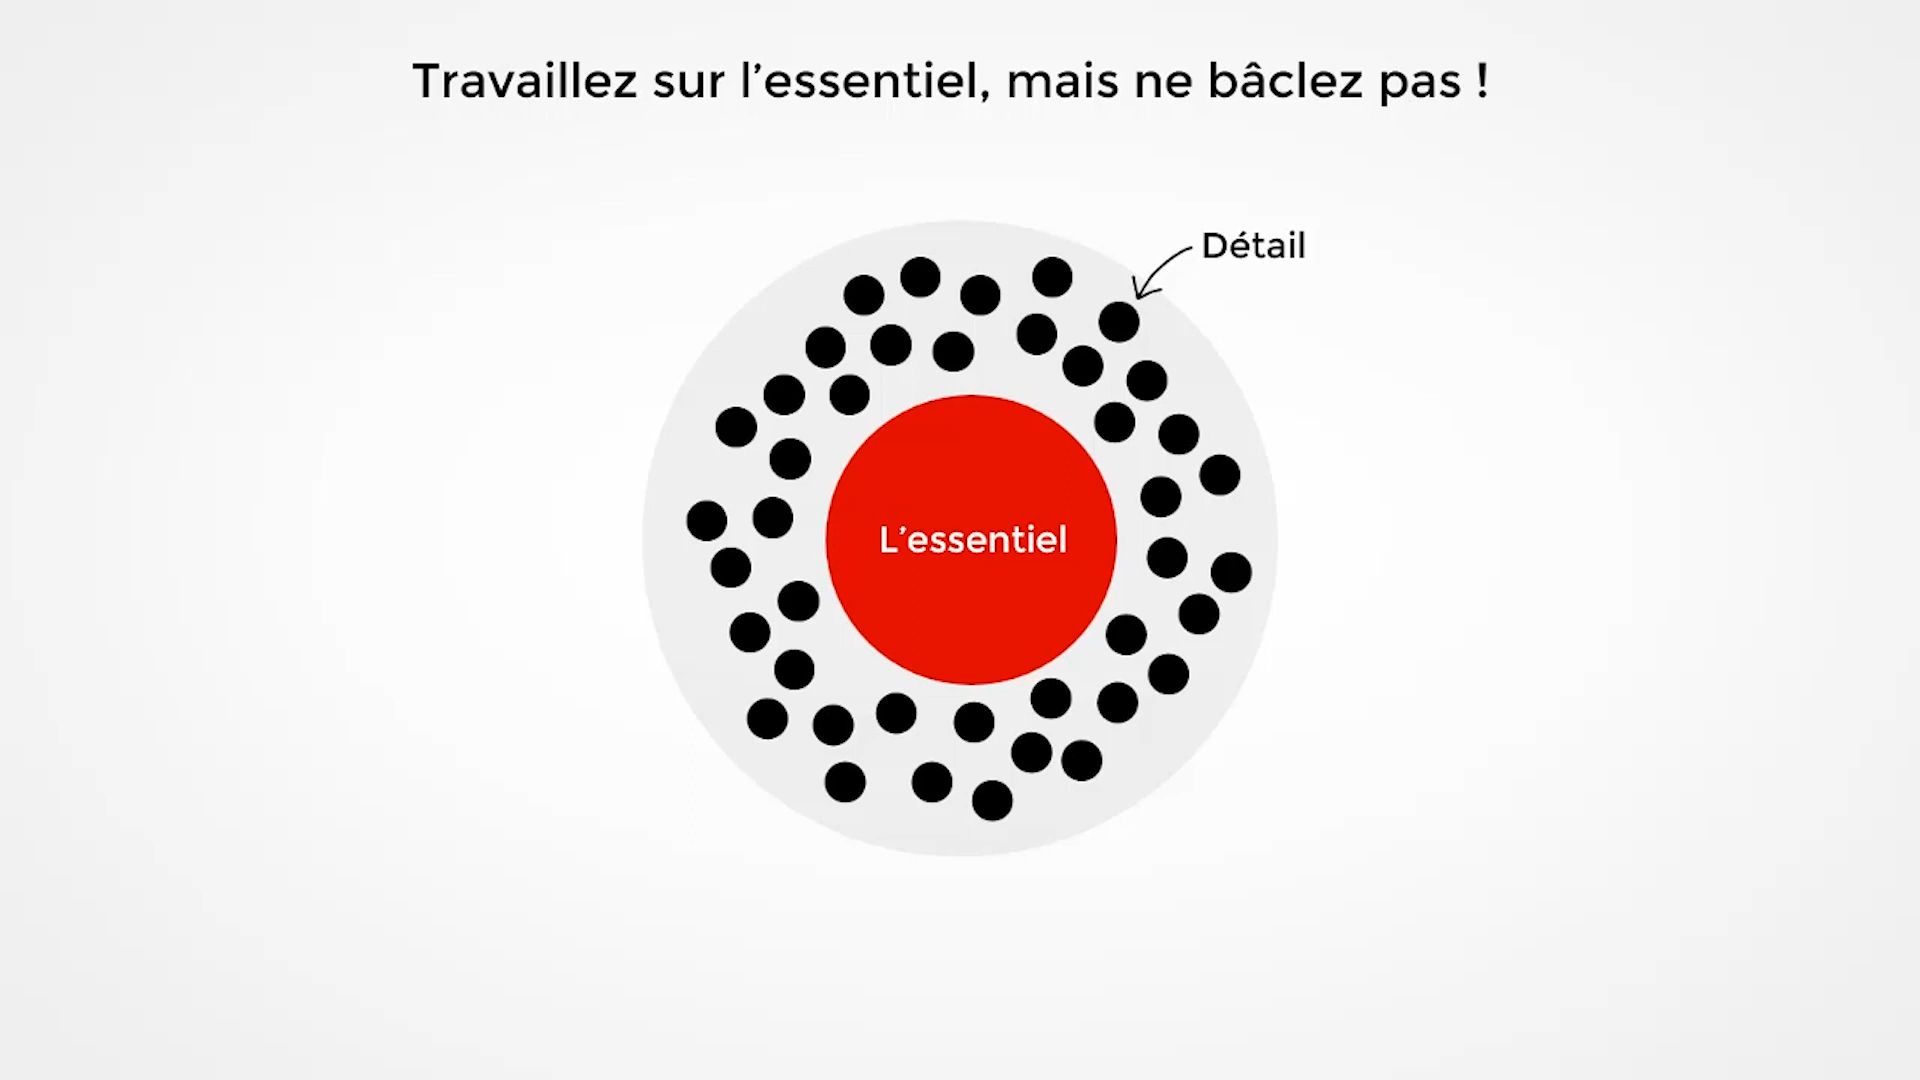 Travaillez sur l’essentiel, mais ne bâclez pas !
Détail
L’essentiel